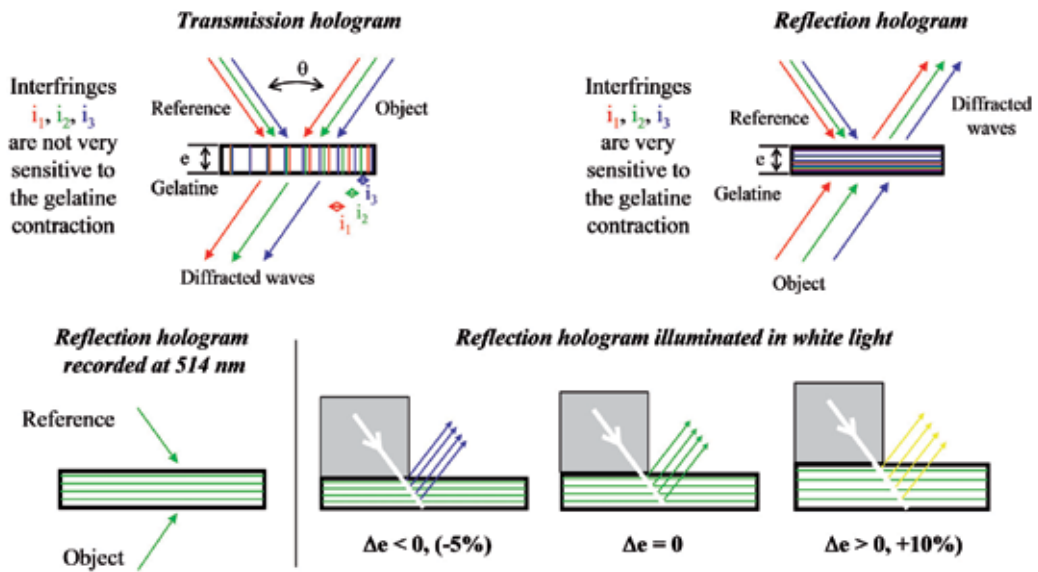 Transmission hologram
Interfringes
i₁, i₂, i₃
are not very
sensitive to
the gelatine
contraction
Reference
θ
Object
e
Gelatine
i₃
i₂
i₁
Diffracted waves
Reflection hologram
Interfringes
i₁, i₂, i₃
are very
sensitive to
the gelatine
contraction
Reference
Diffracted
waves
e
Gelatine
Object
Reflection hologram
recorded at 514 nm
Reference
Object
Reflection hologram illuminated in white light
Δe < 0, (-5%)
Δe = 0
Δe > 0, +10%)